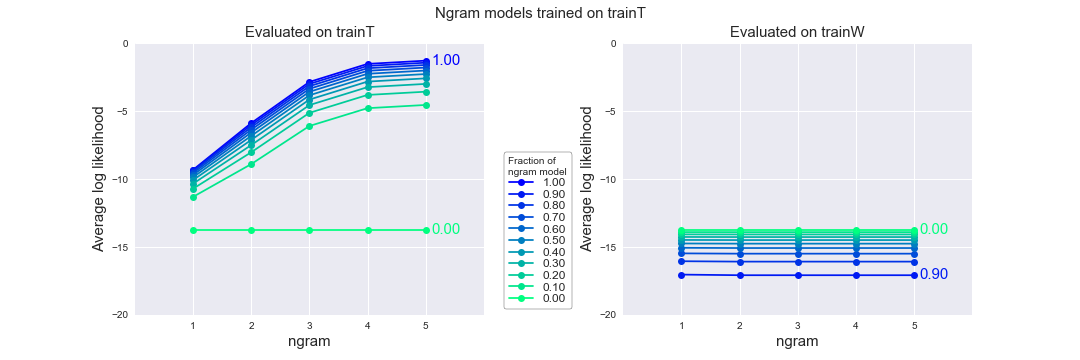 Ngram models trained on trainT
Evaluated on trainT
0
−5
−10
−15
−20
Average log likelihood
1.00
0.00
1 2 3 4 5
ngram
Fraction of
ngram model
1.00
0.90
0.80
0.70
0.60
0.50
0.40
0.30
0.20
0.10
0.00
Evaluated on trainW
0
−5
−10
−15
−20
Average log likelihood
0.00
0.90
1 2 3 4 5
ngram